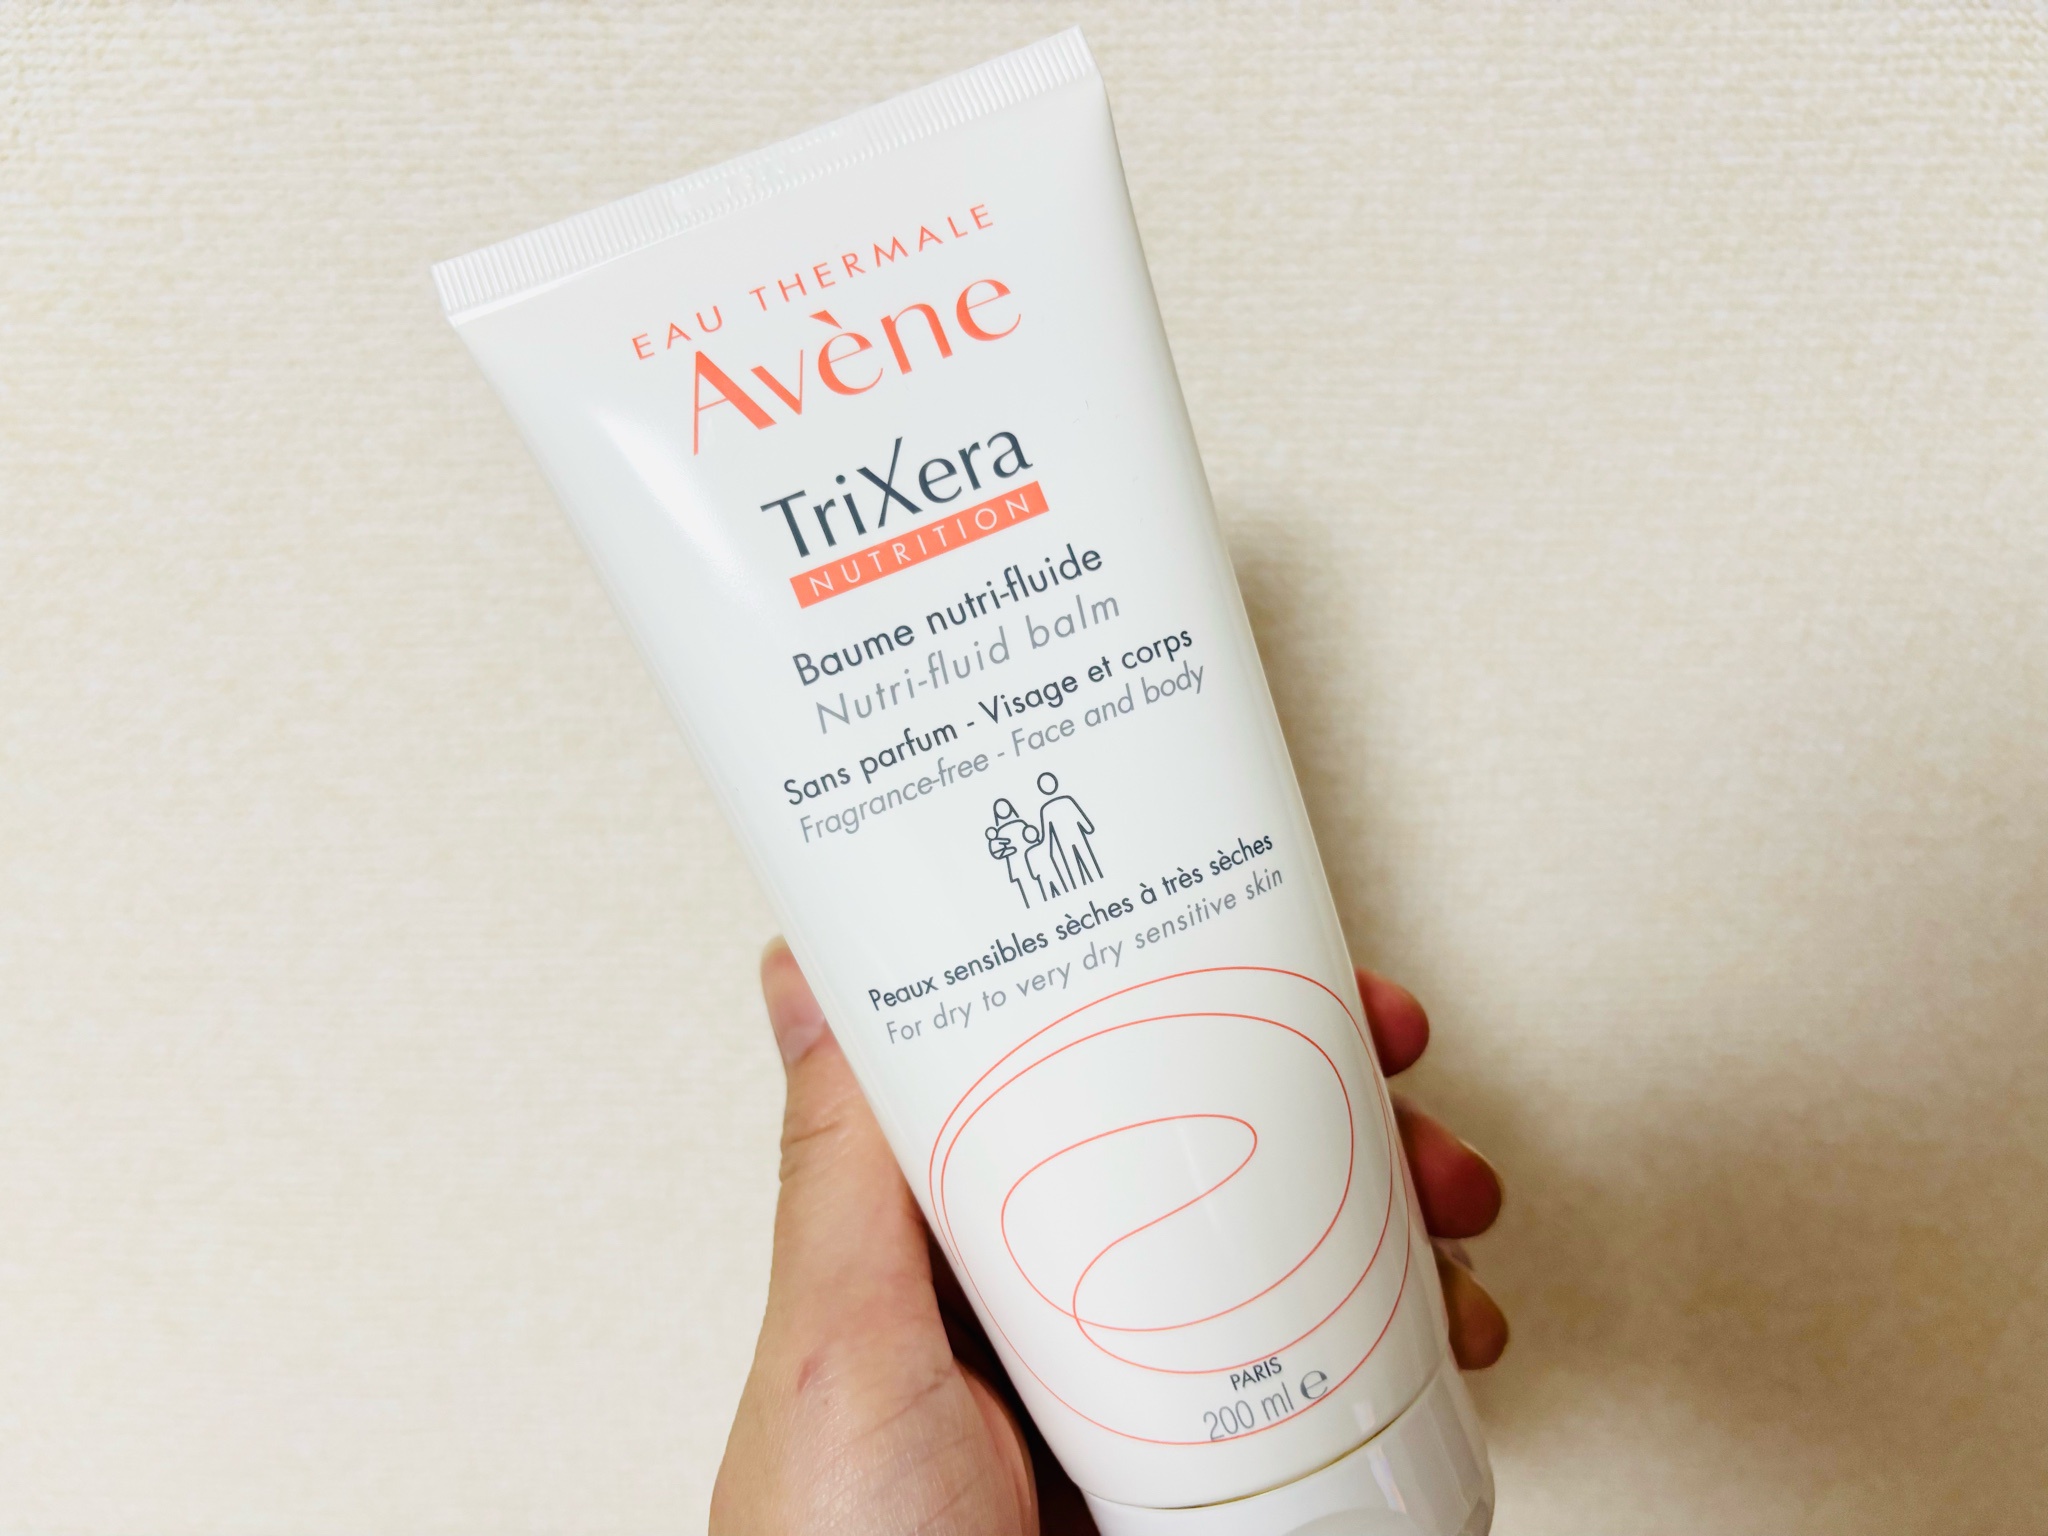 EAU THERMALE
Avène
TriXera
NUTRITION
Baume nutri-fluide
Nutri-fluid balm
Sans parfum - Visage et corps
Fragrance-free - Face and body
Peaux sensibles sèches à très sèches
For dry to very dry sensitive skin
PARIS
200 ml ℮